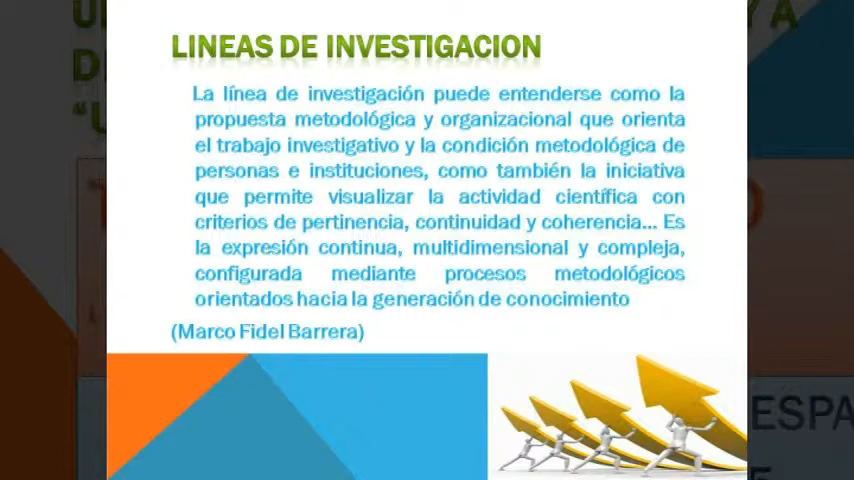 LINEAS DE INVESTIGACION
La línea de investigación puede entenderse como la
propuesta metodológica y organizacional que orienta
el trabajo investigativo y la condición metodológica de
personas e instituciones, como también la iniciativa
que permite visualizar la actividad científica con
criterios de pertinencia, continuidad y coherencia... Es
la expresión continua, multidimensional y compleja,
configurada mediante procesos metodológicos
orientados hacia la generación de conocimiento
(Marco Fidel Barrera)